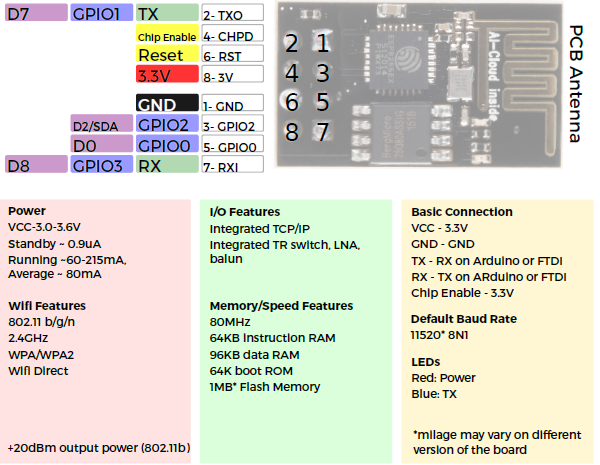 D7 GPIO1 TX 2- TXO
Chip Enable 4- CHPD
Reset 6- RST
3.3V 8- 3V
GND 1- GND
D2/SDA GPIO2 3- GPIO2
D0 GPIO0 5- GPIO0
D8 GPIO3 RX 7- RXI
2 1
4 3
6 5
8 7
AI-Cloud inside
PCB Antenna
Power
VCC-3.0-3.6V
Standby ~ 0.9uA
Running ~60-215mA,
Average ~ 80mA
Wifi Features
802.11 b/g/n
2.4GHz
WPA/WPA2
Wifi Direct
+20dBm output power (802.11b)
I/O Features
Integrated TCP/IP
Integrated TR switch, LNA,
balun
Memory/Speed Features
80MHz
64KB instruction RAM
96KB data RAM
64K boot ROM
1MB* Flash Memory
Basic Connection
VCC - 3.3V
GND - GND
TX - RX on Arduino or FTDI
RX - TX on ARduino or FTDI
Chip Enable - 3.3V
Default Baud Rate
11520* 8N1
LEDs
Red: Power
Blue: TX
*milage may vary on different
version of the board